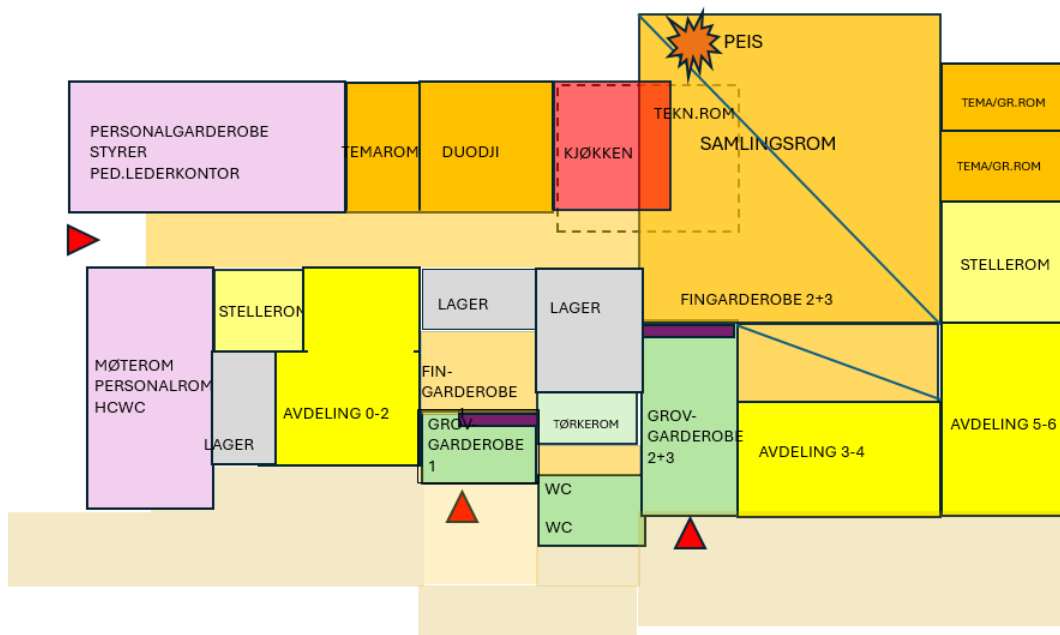 PEIS
TEKN.ROM
SAMLINGSROM
TEMA/GR.ROM
TEMA/GR.ROM
PERSONALGARDEROBE
STYRER
PED.LEDERKONTOR
TEMAROM
DUODJI
KJØKKEN
STELLEROM
FINGARDEROBE 2+3
STELLEROM
LAGER
LAGER
MØTEROM
PERSONALROM
HCWC
LAGER
AVDELING 0-2
FIN-
GARDEROBE
GROV-
GARDEROBE
1
TØRKEROM
GROV-
GARDEROBE
2+3
AVDELING 3-4
AVDELING 5-6
WC
WC